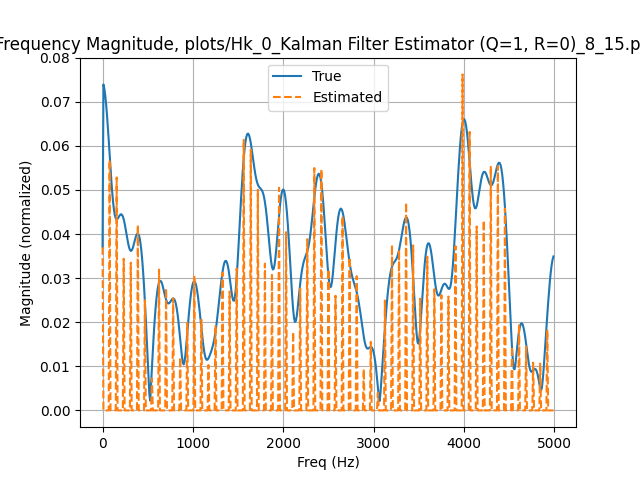 Frequency Magnitude, plots/Hk_0_Kalman Filter Estimator (Q=1, R=0)_8_15.p
True
Estimated
0.08
0.07
0.06
0.05
0.04
0.03
0.02
0.01
0.00
Magnitude (normalized)
0 1000 2000 3000 4000 5000
Freq (Hz)